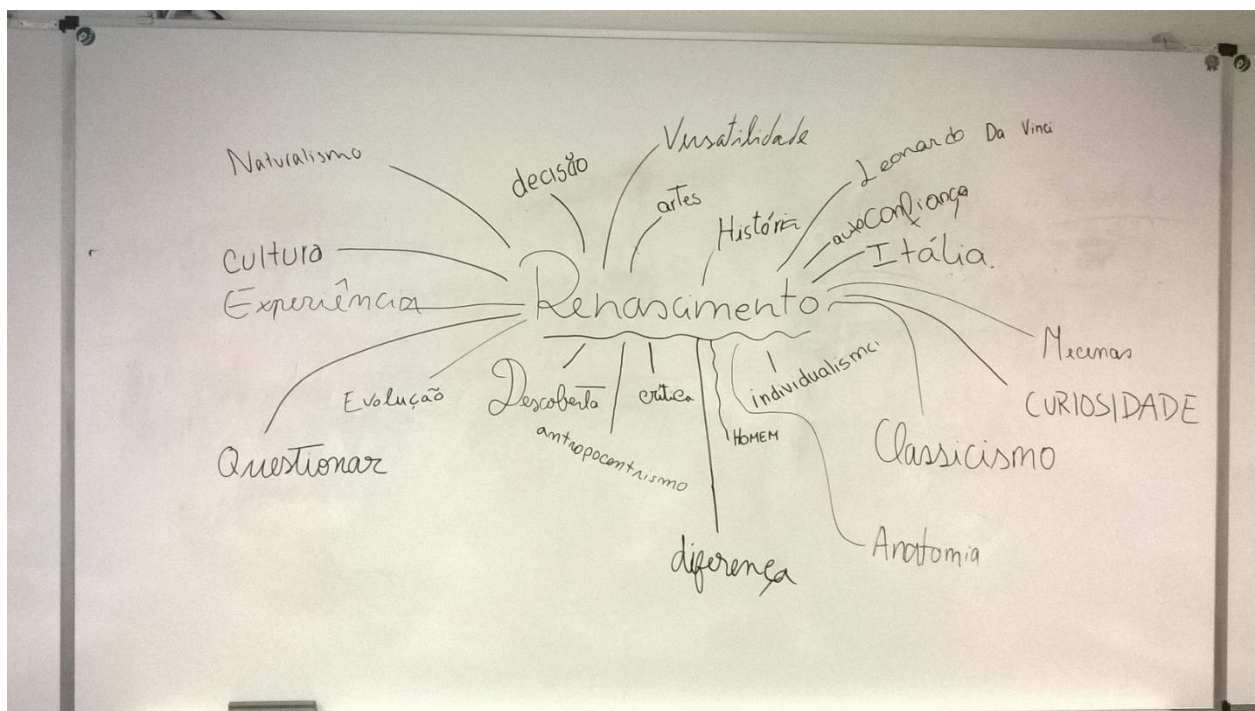 Versatilidade
Leonardo Da Vinci
Naturalismo
decisão
artes
autoconfiança
História
Cultura
Itália.
Experiência
Renascimento
Mecenas
Evolução
Descoberta
crítica
individualismo
CURIOSIDADE
antropocentrismo
HOMEM
Classicismo
Questionar
diferença
Anatomia